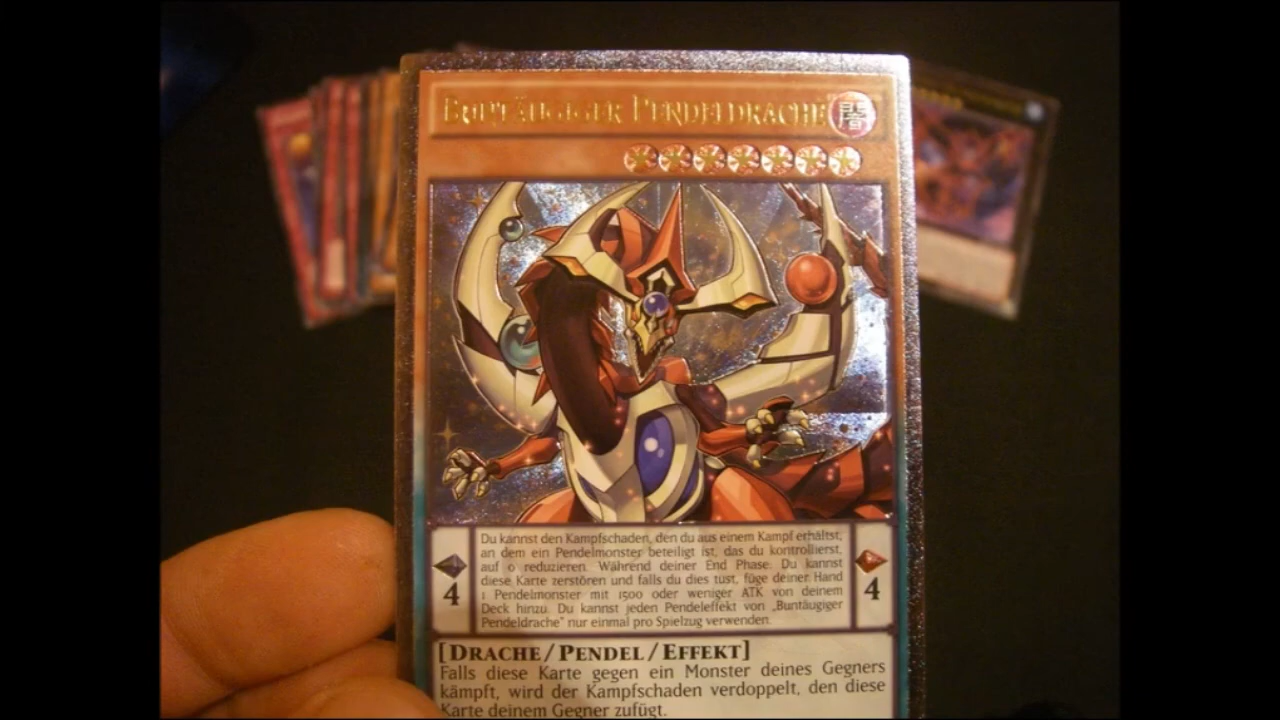 BUNTÄUGIGER PENDELDRACHE 闇
Du kannst den Kampfschaden, den du aus einem Kampf erhältst,
an dem ein Pendelmonster beteiligt ist, das du kontrollierst,
auf 0 reduzieren. Während deiner End Phase: Du kannst
diese Karte zerstören und falls du dies tust, füge deiner Hand
1 Pendelmonster mit 1500 oder weniger ATK von deinem
Deck hinzu. Du kannst jeden Pendeleffekt von „Buntäugiger
Pendeldrache" nur einmal pro Spielzug verwenden.
4
4
[DRACHE/PENDEL/EFFEKT]
Falls diese Karte gegen ein Monster deines Gegners
kämpft, wird der Kampfschaden verdoppelt, den diese
Karte deinem Gegner zufügt.